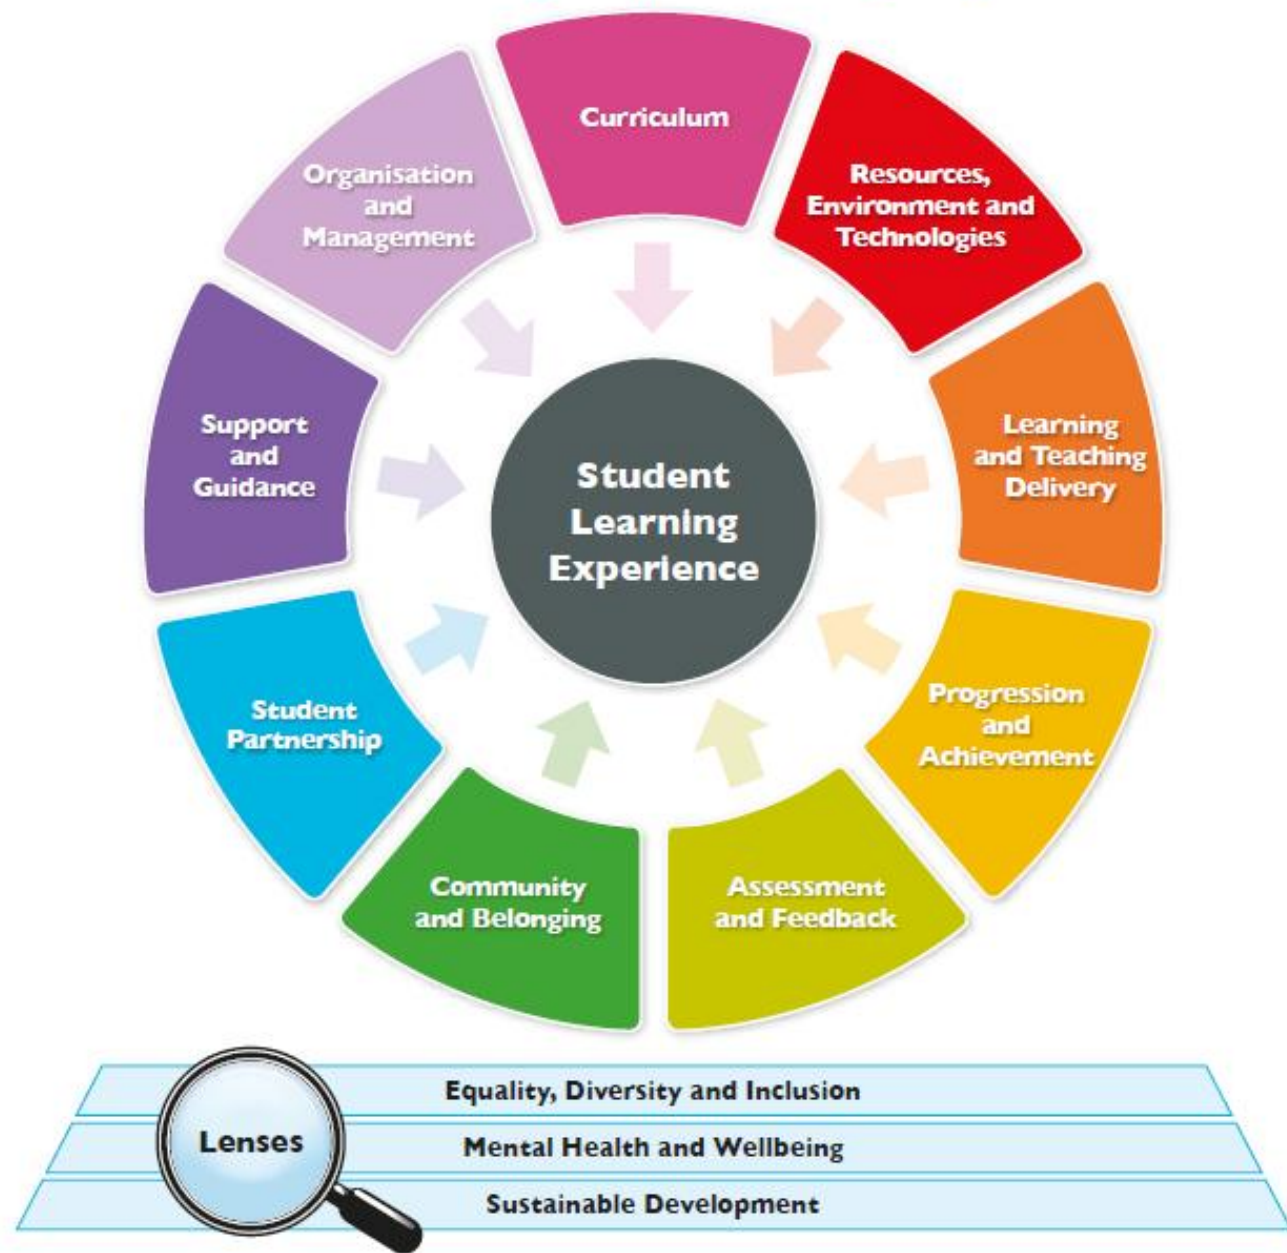 Curriculum
Resources,
Environment and
Technologies
Learning
and Teaching
Delivery
Progression
and
Achievement
Assessment
and Feedback
Community
and Belonging
Student
Partnership
Support
and
Guidance
Organisation
and
Management
Student
Learning
Experience
Lenses
Equality, Diversity and Inclusion
Mental Health and Wellbeing
Sustainable Development